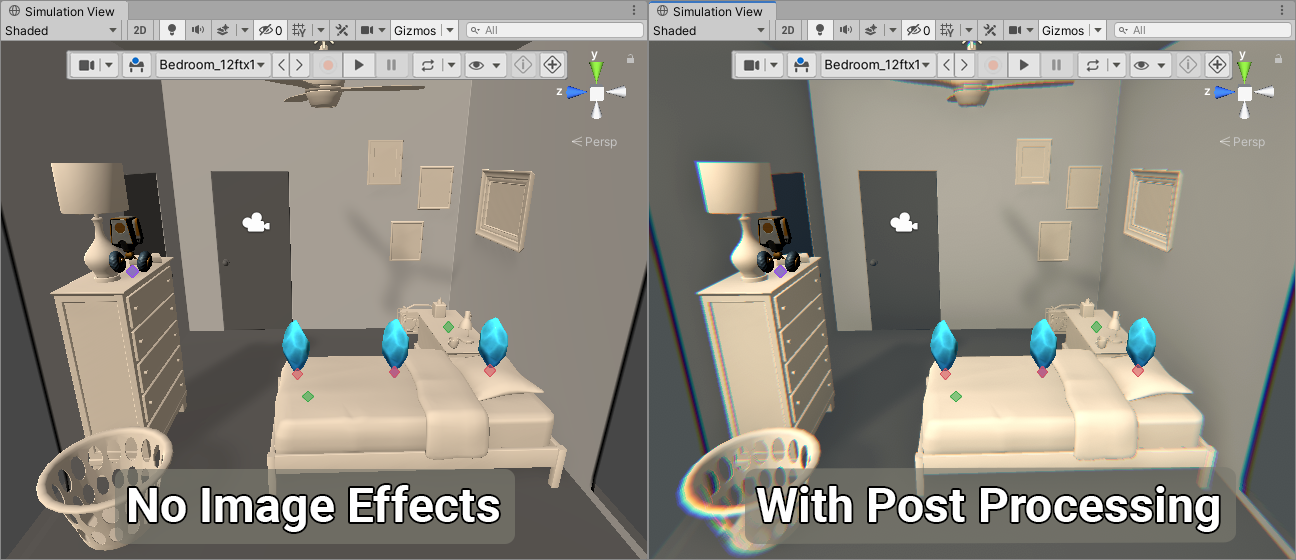 Simulation View
Shaded
2D
0
Gizmos
All
Bedroom_12ftx1
y
z
Persp
No Image Effects
Simulation View
Shaded
2D
0
Gizmos
All
Bedroom_12ftx1
y
z
Persp
With Post Processing